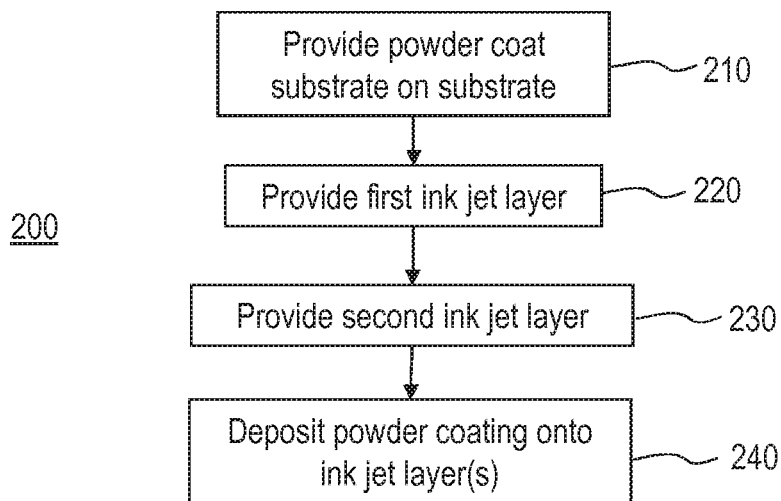 Provide powder coat
substrate on substrate
210
Provide first ink jet layer
220
200
Provide second ink jet layer
230
Deposit powder coating onto
ink jet layer(s)
240